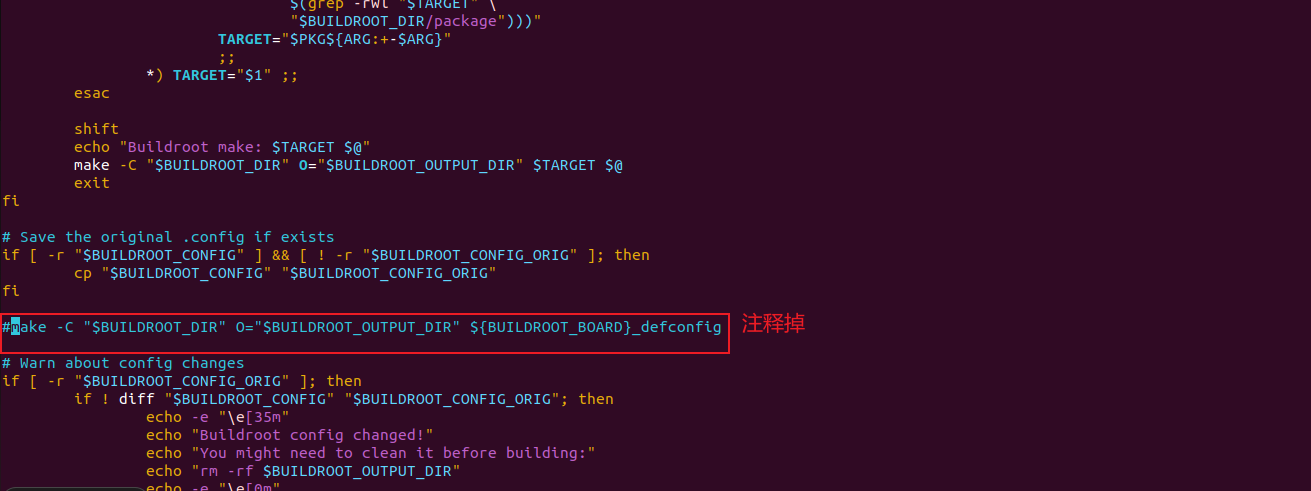 $(grep -rwl "$TARGET" \
"$BUILDROOT_DIR/package")))"
TARGET="$PKG${ARG:+-$ARG}"
;;
*) TARGET="$1" ;;
esac
shift
echo "Buildroot make: $TARGET $@"
make -C "$BUILDROOT_DIR" O="$BUILDROOT_OUTPUT_DIR" $TARGET $@
exit
fi
# Save the original .config if exists
if [ -r "$BUILDROOT_CONFIG" ] && [ ! -r "$BUILDROOT_CONFIG_ORIG" ]; then
cp "$BUILDROOT_CONFIG" "$BUILDROOT_CONFIG_ORIG"
fi
#make -C "$BUILDROOT_DIR" O="$BUILDROOT_OUTPUT_DIR" ${BUILDROOT_BOARD}_defconfig 注释掉
# Warn about config changes
if [ -r "$BUILDROOT_CONFIG_ORIG" ]; then
if ! diff "$BUILDROOT_CONFIG" "$BUILDROOT_CONFIG_ORIG"; then
echo -e "\e[35m"
echo "Buildroot config changed!"
echo "You might need to clean it before building:"
echo "rm -rf $BUILDROOT_OUTPUT_DIR"
echo -e "\e[0m"